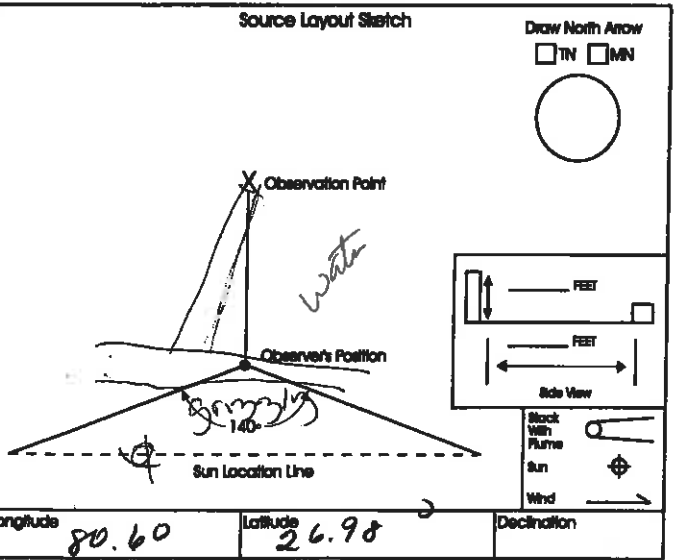 Source Layout Sketch
Draw North Arrow
TN MN
Observation Point
Water
FEET
Observer's Position
FEET
Side View
140°
Stack
With
Plume
Sun
Wind
Sun Location Line
Longitude 80.60
Latitude 26.98
Declination